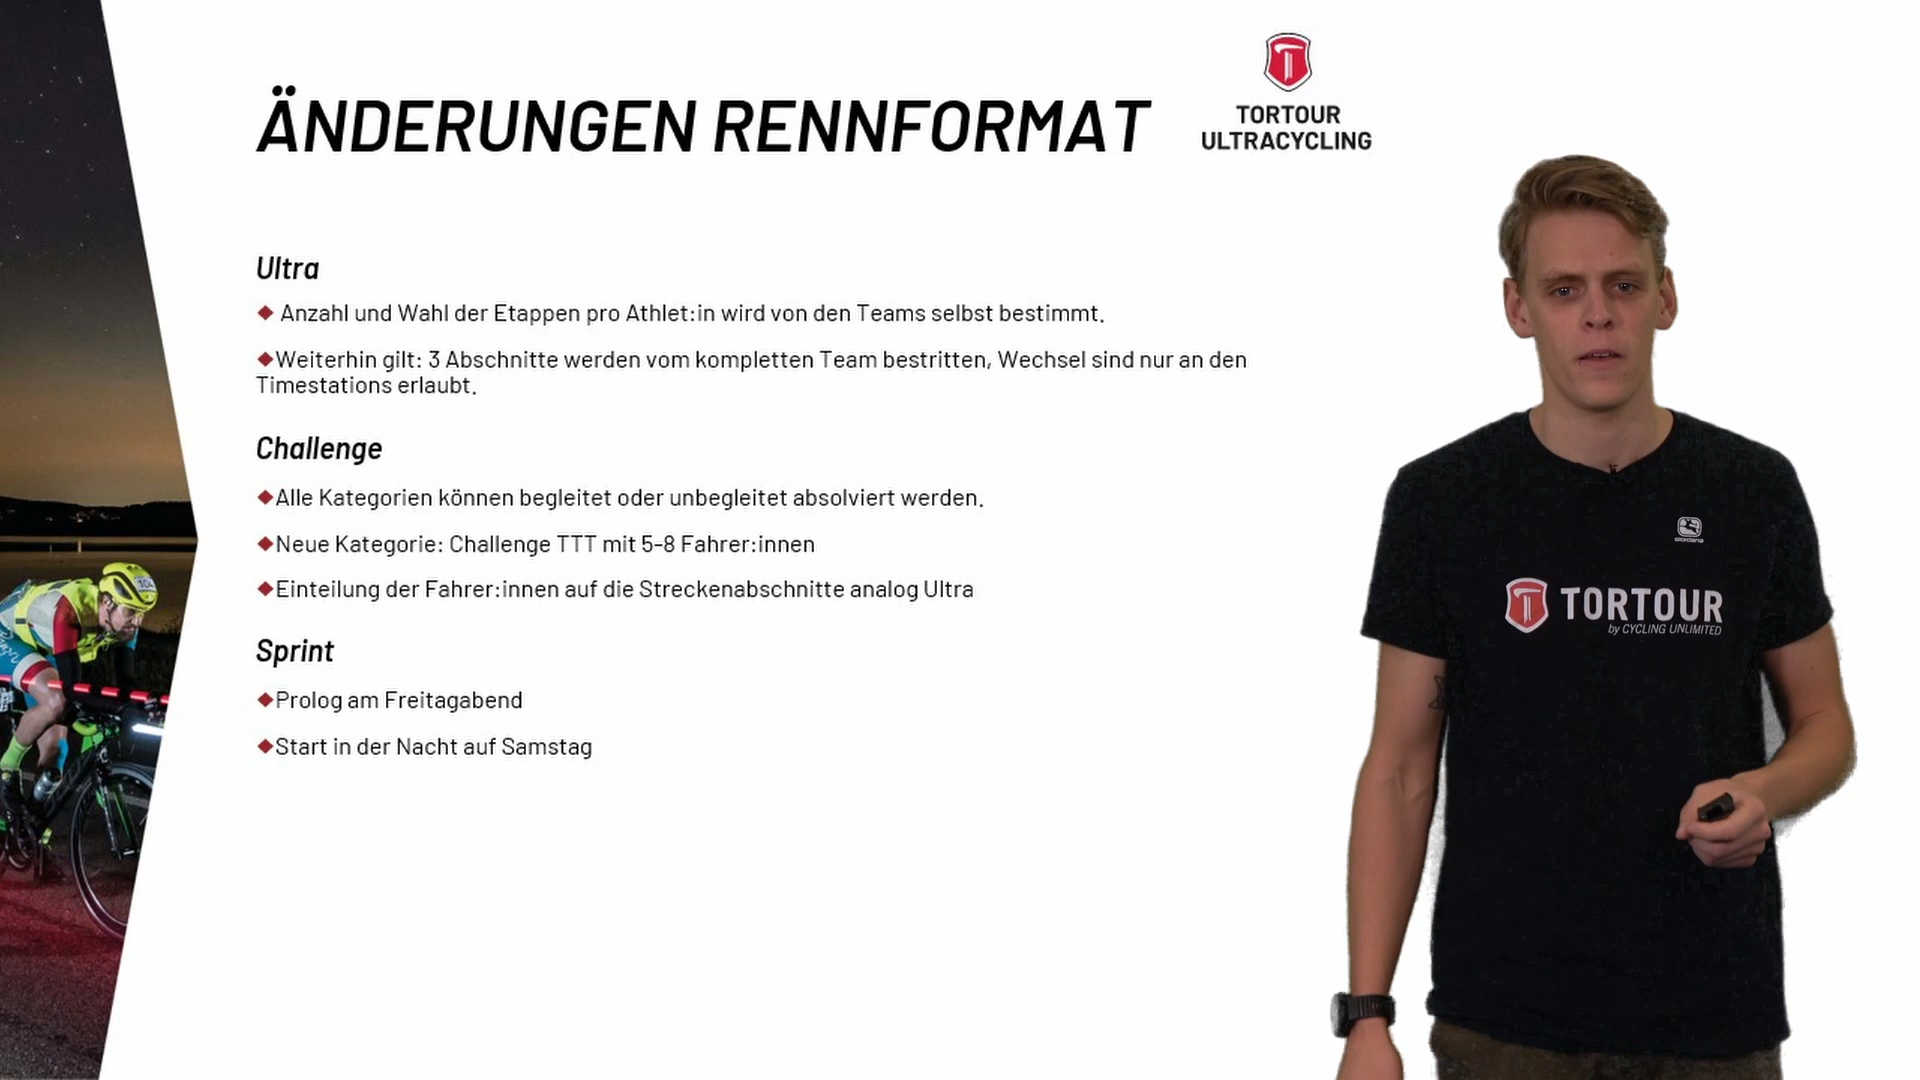 ÄNDERUNGEN RENNFORMAT
TORTOUR
ULTRACYCLING
Ultra
Anzahl und Wahl der Etappen pro Athlet:in wird von den Teams selbst bestimmt.
Weiterhin gilt: 3 Abschnitte werden vom kompletten Team bestritten, Wechsel sind nur an den
Timestations erlaubt.
Challenge
Alle Kategorien können begleitet oder unbegleitet absolviert werden.
Neue Kategorie: Challenge TTT mit 5-8 Fahrer:innen
Einteilung der Fahrer:innen auf die Streckenabschnitte analog Ultra
Sprint
Prolog am Freitagabend
Start in der Nacht auf Samstag
giordana
TORTOUR
by CYCLING UNLIMITED